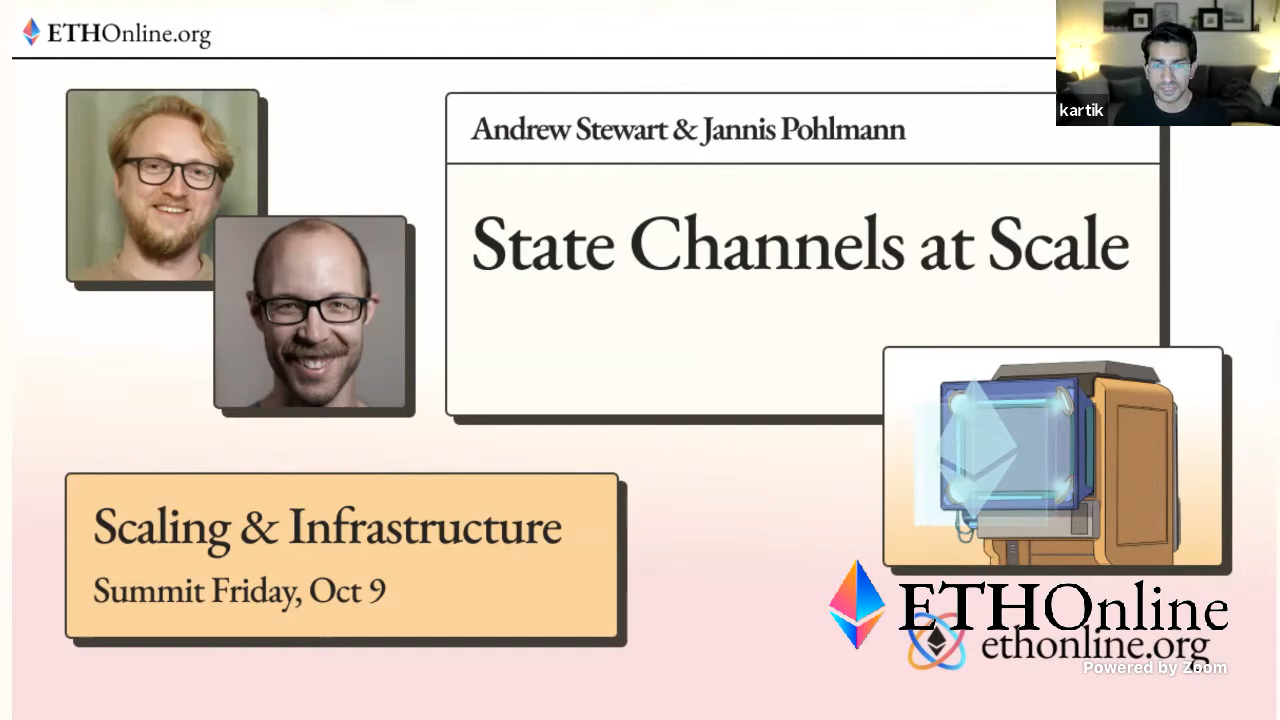 ETHOnline.org
kartik
Andrew Stewart & Jannis Pohlmann
State Channels at Scale
Scaling & Infrastructure
Summit Friday, Oct 9
ETHOnline
ethonline.org
Powered by Zoom